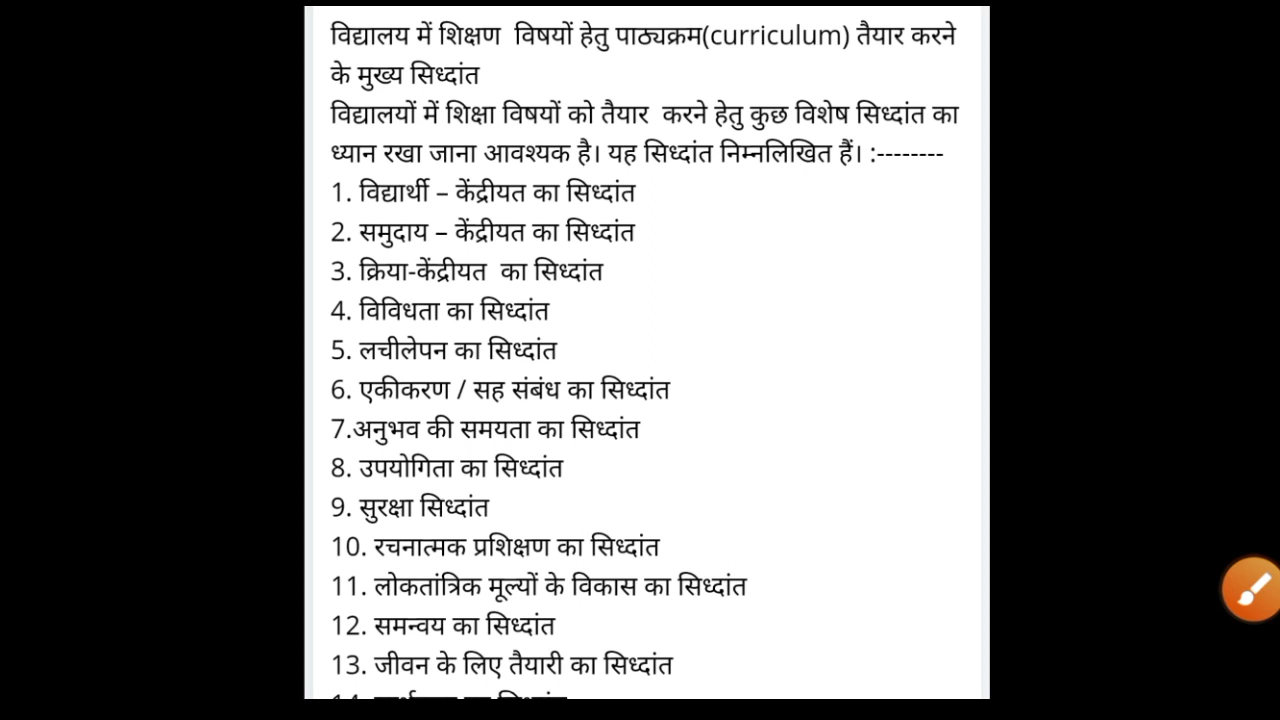 विद्यालय में शिक्षण विषयों हेतु पाठ्यक्रम(curriculum) तैयार करने
के मुख्य सिध्दांत
विद्यालयों में शिक्षा विषयों को तैयार करने हेतु कुछ विशेष सिध्दांत का
ध्यान रखा जाना आवश्यक है। यह सिध्दांत निम्नलिखित हैं। :--------
1. विद्यार्थी – केंद्रीयत का सिध्दांत
2. समुदाय – केंद्रीयत का सिध्दांत
3. क्रिया-केंद्रीयत का सिध्दांत
4. विविधता का सिध्दांत
5. लचीलेपन का सिध्दांत
6. एकीकरण / सह संबंध का सिध्दांत
7.अनुभव की समयता का सिध्दांत
8. उपयोगिता का सिध्दांत
9. सुरक्षा सिध्दांत
10. रचनात्मक प्रशिक्षण का सिध्दांत
11. लोकतांत्रिक मूल्यों के विकास का सिध्दांत
12. समन्वय का सिध्दांत
13. जीवन के लिए तैयारी का सिध्दांत